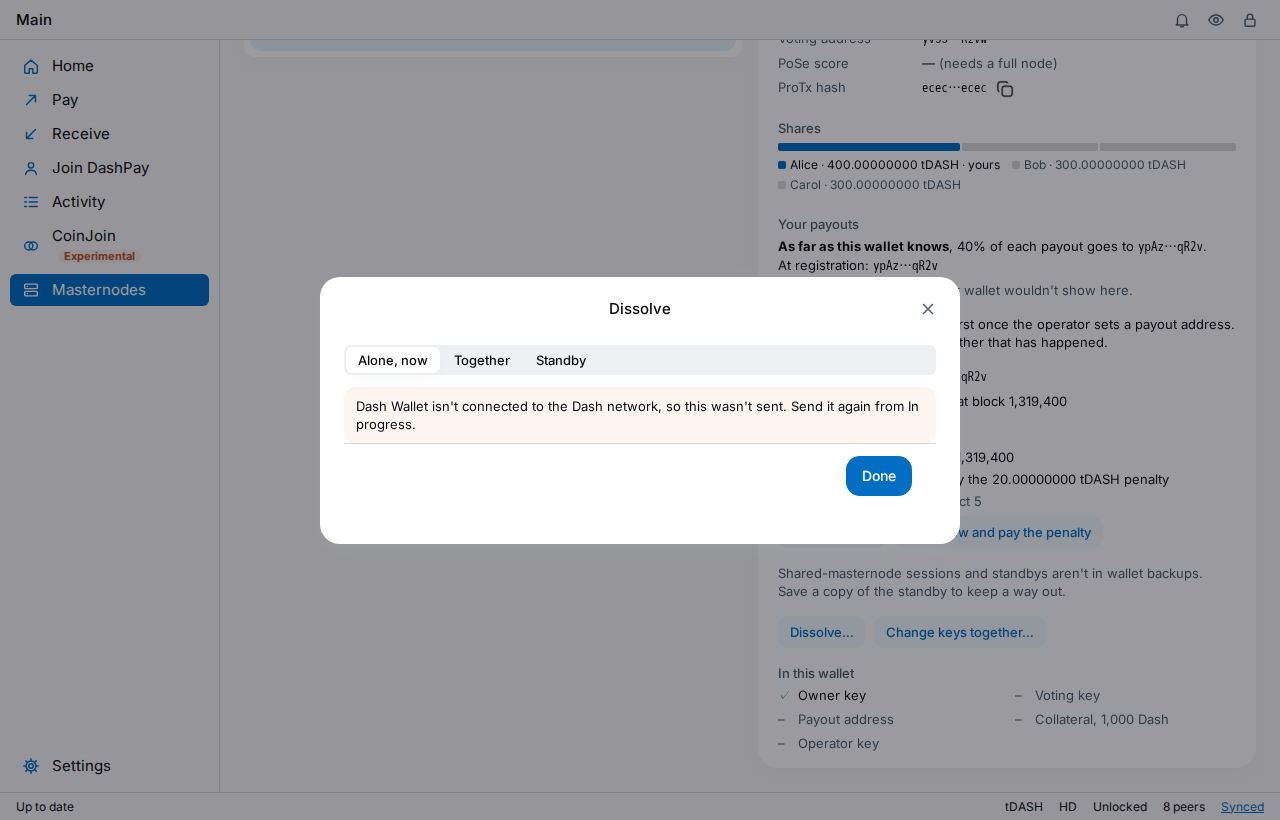 Main
Home
Pay
Receive
Join DashPay
Activity
CoinJoin
Experimental
Masternodes
Settings
PoSe score — (needs a full node)
ProTx hash ecec···ecec
Shares
Alice · 400.00000000 tDASH · yours Bob · 300.00000000 tDASH
Carol · 300.00000000 tDASH
Your payouts
As far as this wallet knows, 40% of each payout goes to ypAz···qR2v.
At registration: ypAz···qR2v
wallet wouldn't show here.
once the operator sets a payout address.
that has happened.
qR2v
at block 1,319,400
,319,400
the 20.00000000 tDASH penalty
5
and pay the penalty
Dissolve
Alone, now Together Standby
Dash Wallet isn't connected to the Dash network, so this wasn't sent. Send it again from In
progress.
Done
Shared-masternode sessions and standbys aren't in wallet backups.
Save a copy of the standby to keep a way out.
Dissolve... Change keys together...
In this wallet
✓ Owner key – Voting key
– Payout address – Collateral, 1,000 Dash
– Operator key
Up to date tDASH HD Unlocked 8 peers Synced